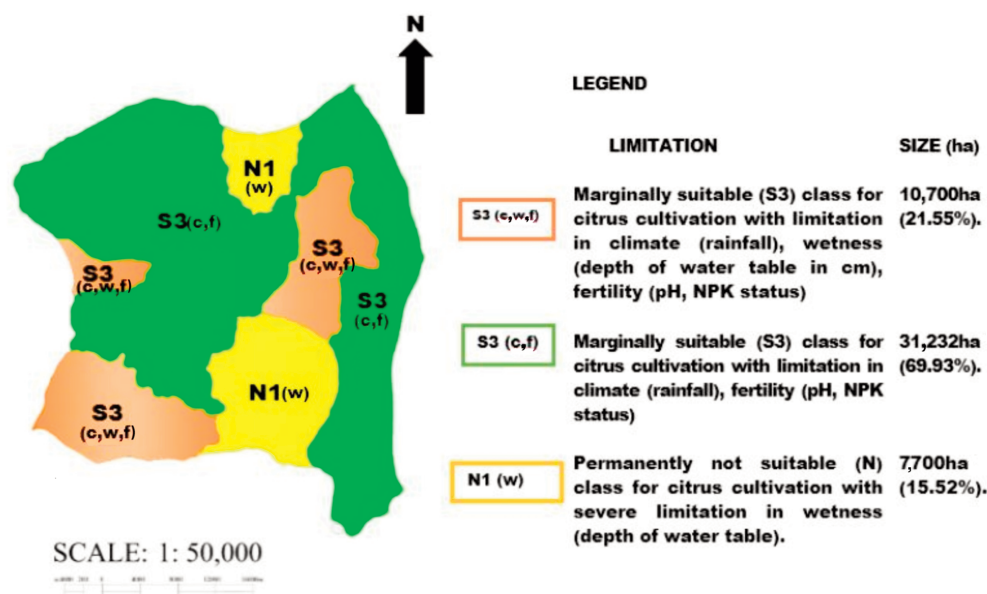 N
LEGEND
LIMITATION SIZE (ha)
S3 (c,w,f)
Marginally suitable (S3) class for 10,700ha
citrus cultivation with limitation (21.55%).
in climate (rainfall), wetness
(depth of water table in cm),
fertility (pH, NPK status)
S3 (c,f)
Marginally suitable (S3) class for 31,232ha
citrus cultivation with limitation in (69.93%).
climate (rainfall), fertility (pH, NPK
status)
N1 (w)
Permanently not suitable (N) 7,700ha
class for citrus cultivation with (15.52%).
severe limitation in wetness
(depth of water table).
N1
(w)
S3(c,f)
S3
(c,w,f)
S3
(c,w,f)
S3
(c,f)
N1(w)
S3
(c,w,f)
SCALE: 1: 50,000